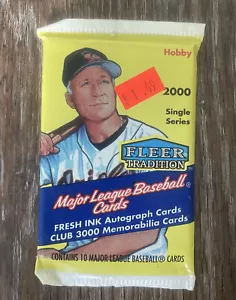 Hobby
2000
Single
Series
FLEER
TRADITION
Major League Baseball®
Cards
FRESH INK Autograph Cards
CLUB 3000 Memorabilia Cards
CONTAINS 10 MAJOR LEAGUE BASEBALL® CARDS